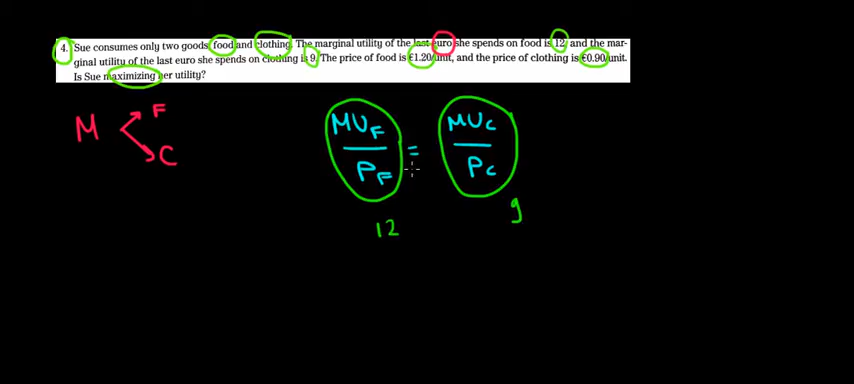 4. Sue consumes only two goods, food and clothing. The marginal utility of the last euro she spends on food is 12, and the mar-
ginal utility of the last euro she spends on clothing is 9. The price of food is €1.20/unit, and the price of clothing is €0.90/unit.
Is Sue maximizing her utility?
M F
C
MUF = MUC
PF PC
12 9